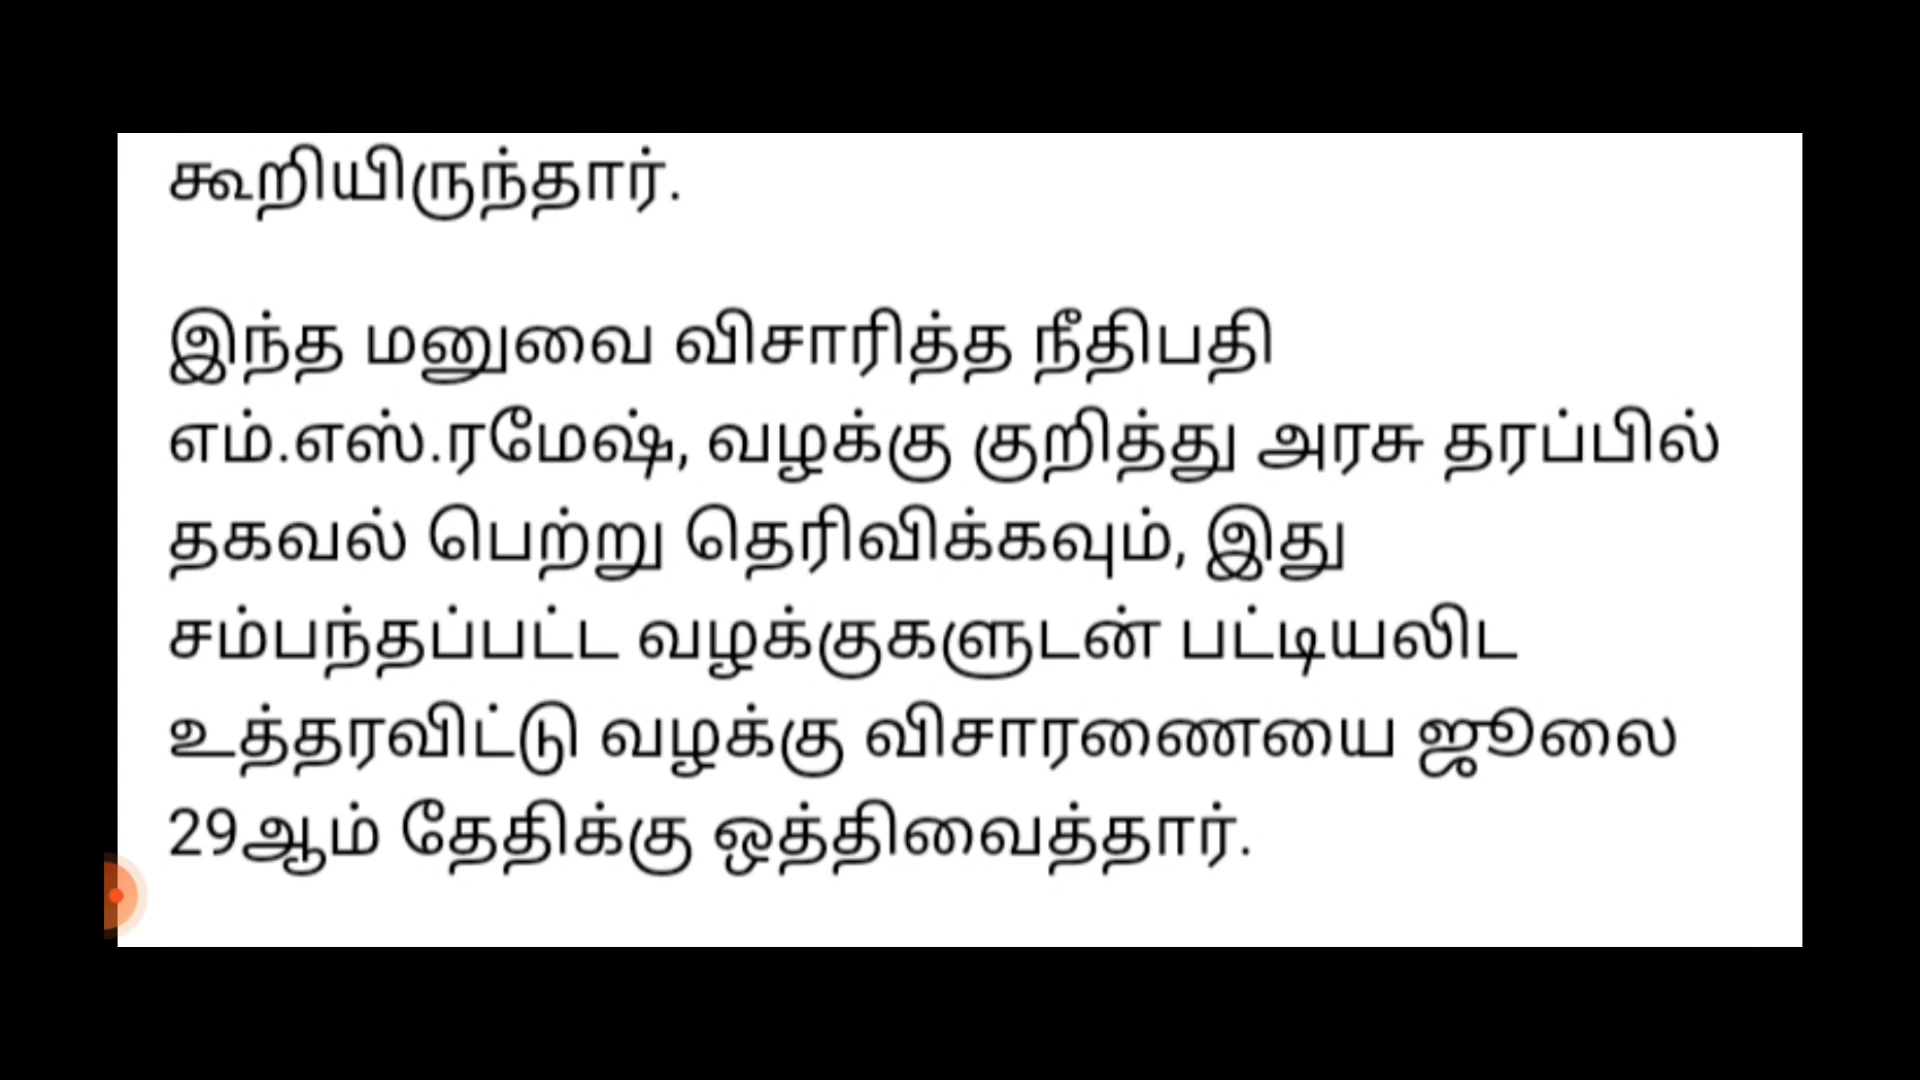 கூறியிருந்தார்.
இந்த மனுவை விசாரித்த நீதிபதி
எம்.எஸ்.ரமேஷ், வழக்கு குறித்து அரசு தரப்பில்
தகவல் பெற்று தெரிவிக்கவும், இது
சம்பந்தப்பட்ட வழக்குகளுடன் பட்டியலிட
உத்தரவிட்டு வழக்கு விசாரணையை ஜூலை
29ஆம் தேதிக்கு ஒத்திவைத்தார்.